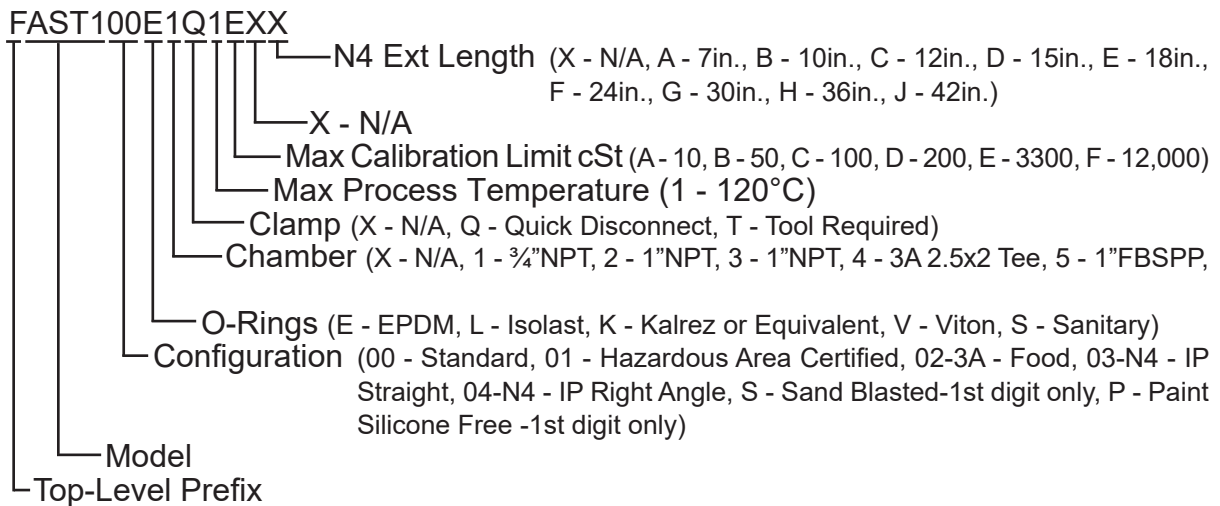 FAST100E1Q1EXX
N4 Ext Length (X - N/A, A - 7in., B - 10in., C - 12in., D - 15in., E - 18in.,
F - 24in., G - 30in., H - 36in., J - 42in.)
X - N/A
Max Calibration Limit cSt (A - 10, B - 50, C - 100, D - 200, E - 3300, F - 12,000)
Max Process Temperature (1 - 120°C)
Clamp (X - N/A, Q - Quick Disconnect, T - Tool Required)
Chamber (X - N/A, 1 - ¾”NPT, 2 - 1”NPT, 3 - 1”NPT, 4 - 3A 2.5x2 Tee, 5 - 1”FBSPP,
O-Rings (E - EPDM, L - Isolast, K - Kalrez or Equivalent, V - Viton, S - Sanitary)
Configuration (00 - Standard, 01 - Hazardous Area Certified, 02-3A - Food, 03-N4 - IP
Straight, 04-N4 - IP Right Angle, S - Sand Blasted-1st digit only, P - Paint
Silicone Free -1st digit only)
Model
Top-Level Prefix